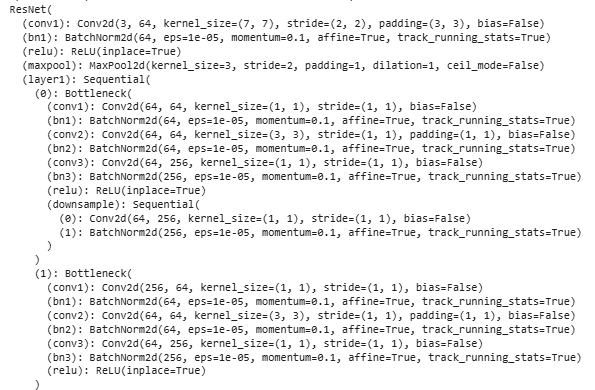 ResNet(
  (conv1): Conv2d(3, 64, kernel_size=(7, 7), stride=(2, 2), padding=(3, 3), bias=False)
  (bn1): BatchNorm2d(64, eps=1e-05, momentum=0.1, affine=True, track_running_stats=True)
  (relu): ReLU(inplace=True)
  (maxpool): MaxPool2d(kernel_size=3, stride=2, padding=1, dilation=1, ceil_mode=False)
  (layer1): Sequential(
    (0): Bottleneck(
      (conv1): Conv2d(64, 64, kernel_size=(1, 1), stride=(1, 1), bias=False)
      (bn1): BatchNorm2d(64, eps=1e-05, momentum=0.1, affine=True, track_running_stats=True)
      (conv2): Conv2d(64, 64, kernel_size=(3, 3), stride=(1, 1), padding=(1, 1), bias=False)
      (bn2): BatchNorm2d(64, eps=1e-05, momentum=0.1, affine=True, track_running_stats=True)
      (conv3): Conv2d(64, 256, kernel_size=(1, 1), stride=(1, 1), bias=False)
      (bn3): BatchNorm2d(64, eps=1e-05, momentum=0.1, affine=True, track_running_stats=True)
      (relu): ReLU(inplace=True)
      (downsample): Sequential(
        (0): Conv2d(64, 256, kernel_size=(1, 1), stride=(1, 1), bias=False)
        (1): BatchNorm2d(256, eps=1e-05, momentum=0.1, affine=True, track_running_stats=True)
      )
    )
    (1): Bottleneck(
      (conv1): Conv2d(256, 64, kernel_size=(1, 1), stride=(1, 1), bias=False)
      (bn1): BatchNorm2d(64, eps=1e-05, momentum=0.1, affine=True, track_running_stats=True)
      (conv2): Conv2d(64, 64, kernel_size=(3, 3), stride=(1, 1), padding=(1, 1), bias=False)
      (bn2): BatchNorm2d(64, eps=1e-05, momentum=0.1, affine=True, track_running_stats=True)
      (conv3): Conv2d(64, 256, kernel_size=(1, 1), stride=(1, 1), bias=False)
      (bn3): BatchNorm2d(256, eps=1e-05, momentum=0.1, affine=True, track_running_stats=True)
      (relu): ReLU(inplace=True)
    )